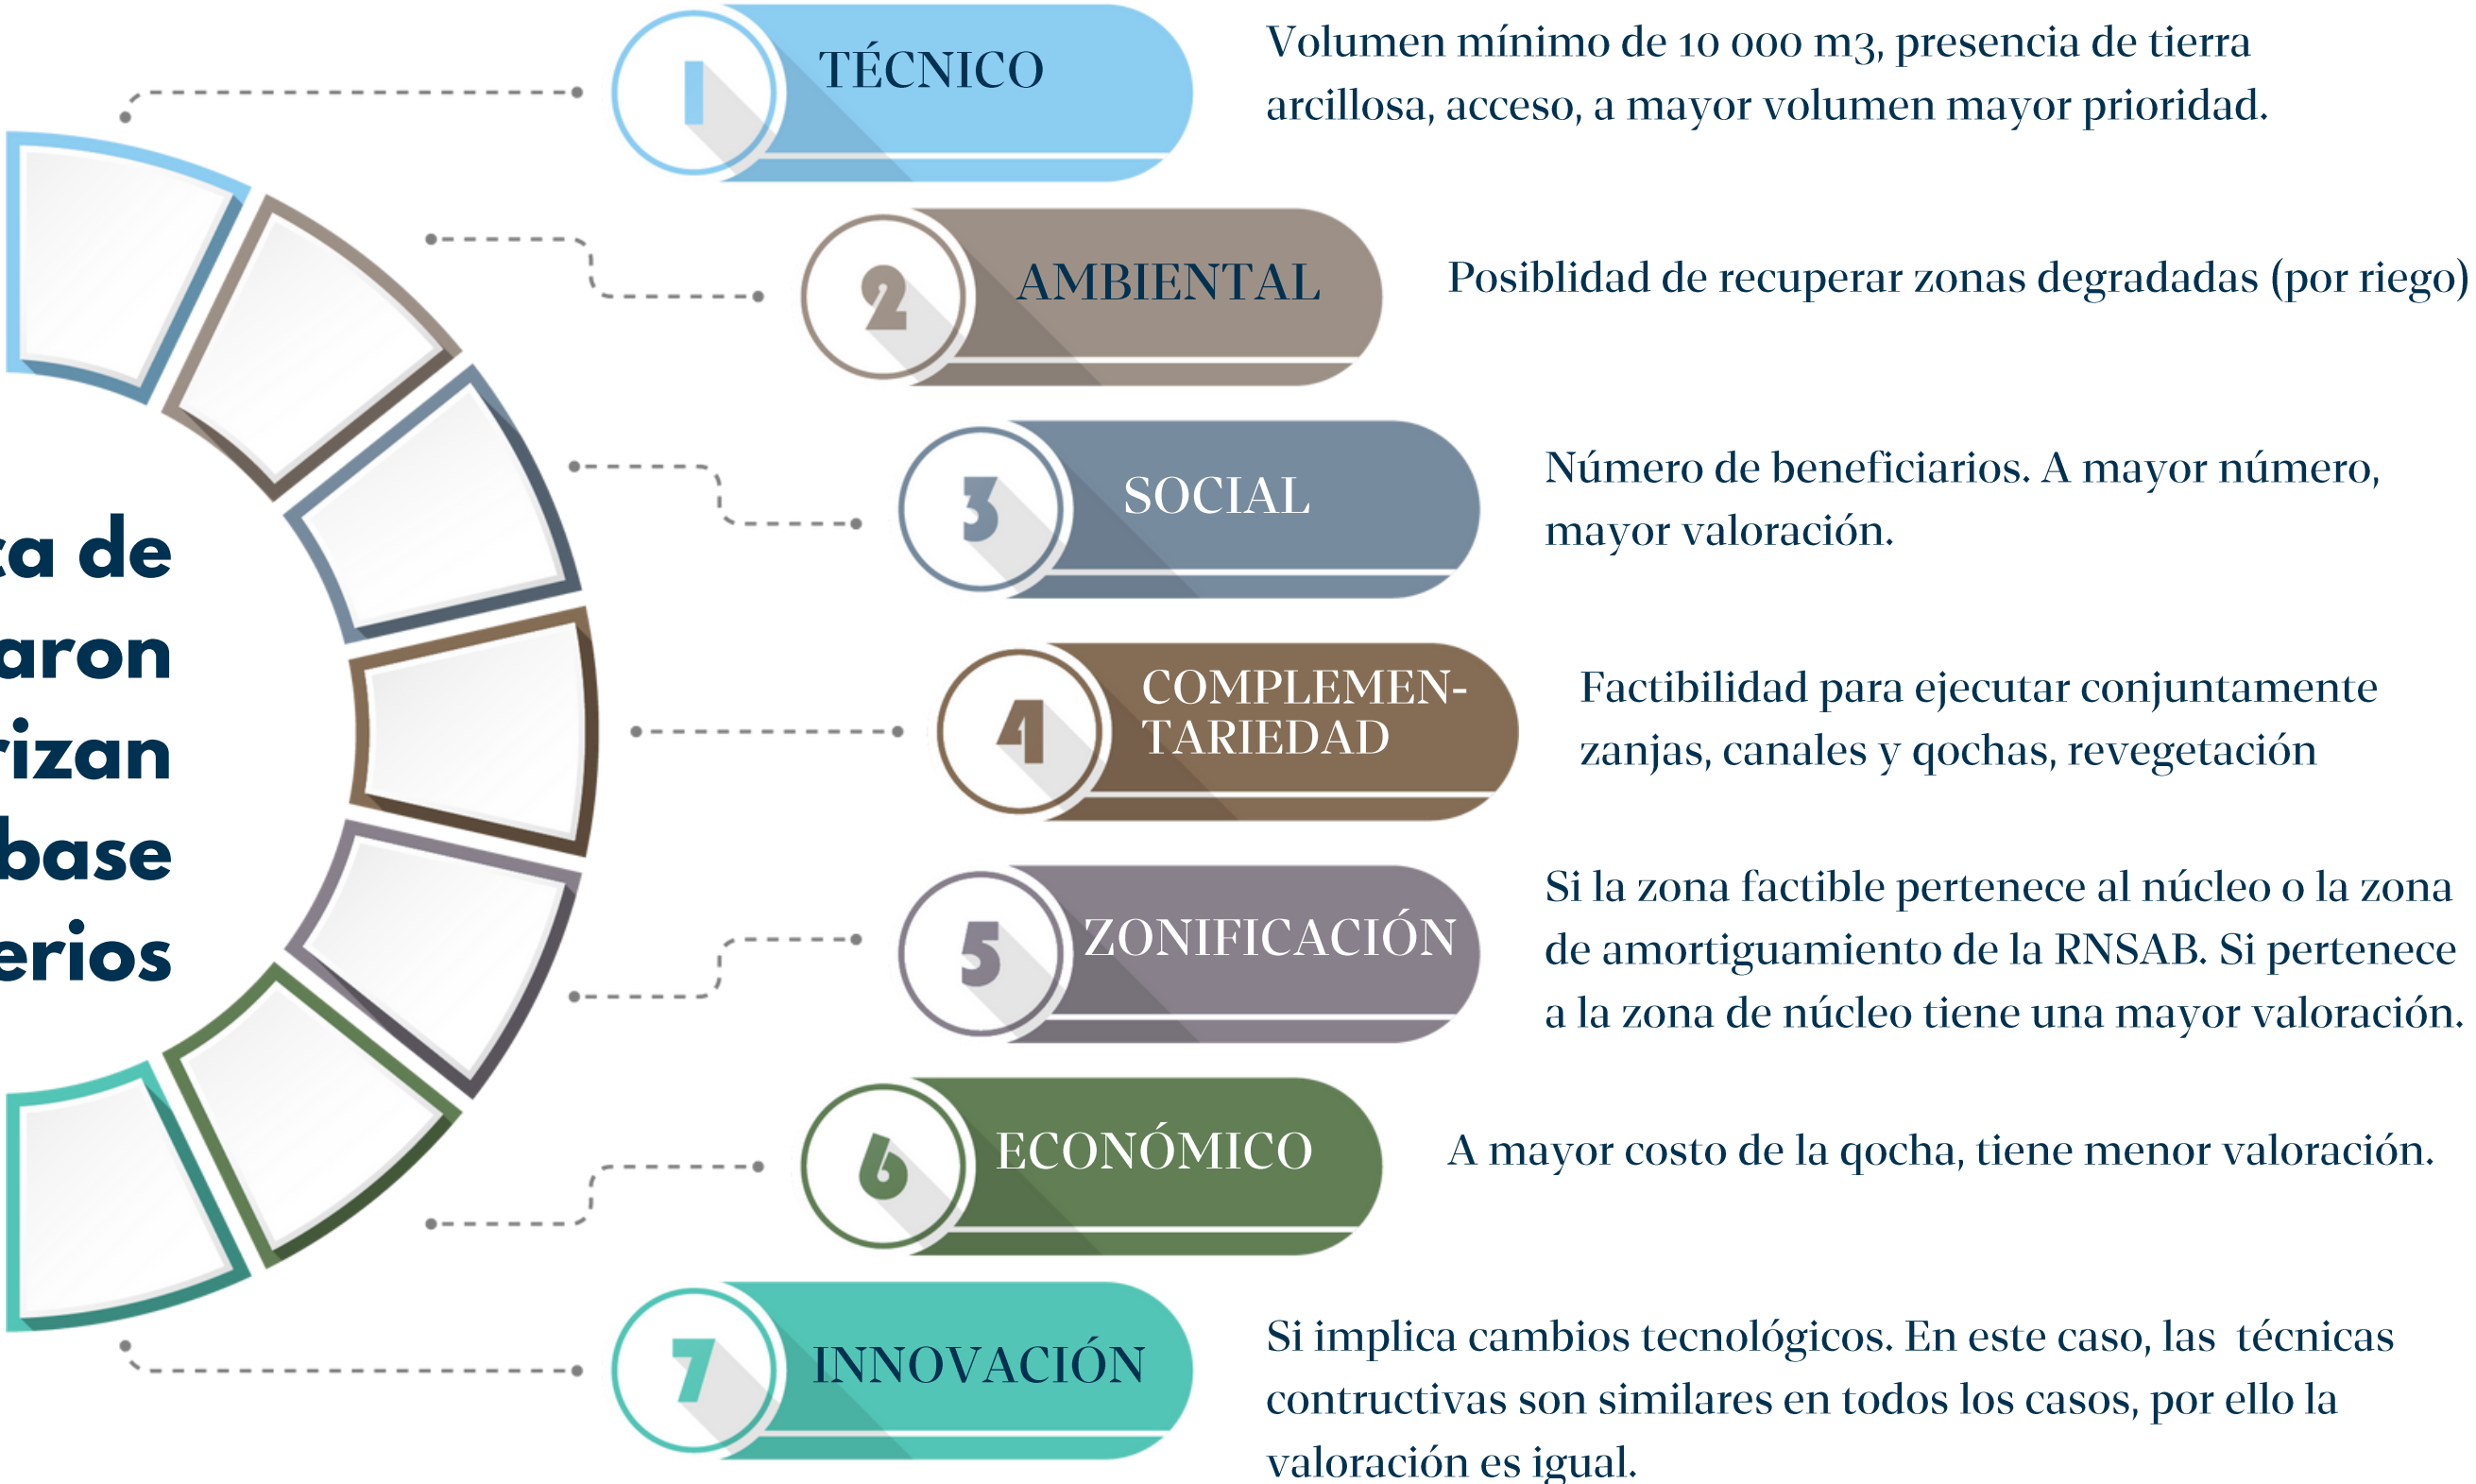 ca de
aron
rizan
base
erios
1
TÉCNICO
Volumen mínimo de 10 000 m3, presencia de tierra
arcillosa, acceso, a mayor volumen mayor prioridad.
2
AMBIENTAL
Posiblidad de recuperar zonas degradadas (por riego)
3
SOCIAL
Número de beneficiarios. A mayor número,
mayor valoración.
4
COMPLEMEN-
TARIEDAD
Factibilidad para ejecutar conjuntamente
zanjas, canales y qochas, revegetación
5
ZONIFICACIÓN
Si la zona factible pertenece al núcleo o la zona
de amortiguamiento de la RNSAB. Si pertenece
a la zona de núcleo tiene una mayor valoración.
6
ECONÓMICO
A mayor costo de la qocha, tiene menor valoración.
7
INNOVACIÓN
Si implica cambios tecnológicos. En este caso, las  técnicas
contructivas son similares en todos los casos, por ello la
valoración es igual.